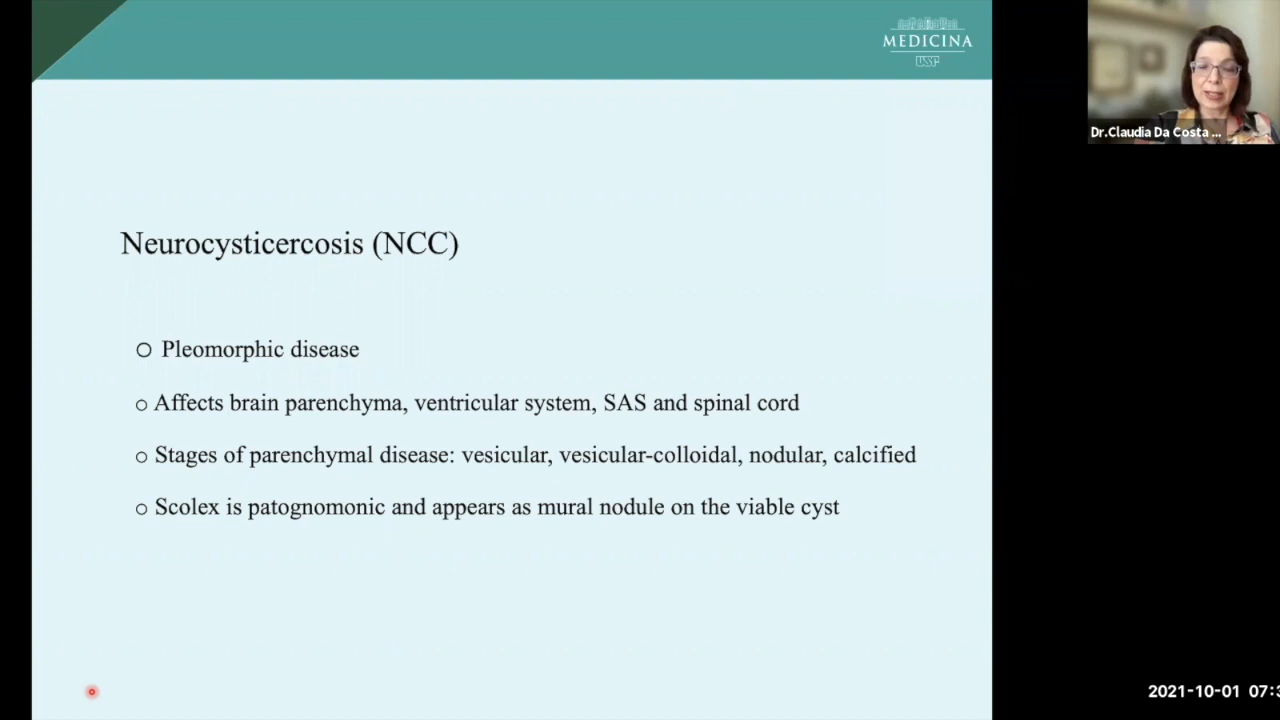 MEDICINA
USP
Dr.Claudia Da Costa ...
Neurocysticercosis (NCC)
Pleomorphic disease
Affects brain parenchyma, ventricular system, SAS and spinal cord
Stages of parenchymal disease: vesicular, vesicular-colloidal, nodular, calcified
Scolex is patognomonic and appears as mural nodule on the viable cyst
2021-10-01 07:3